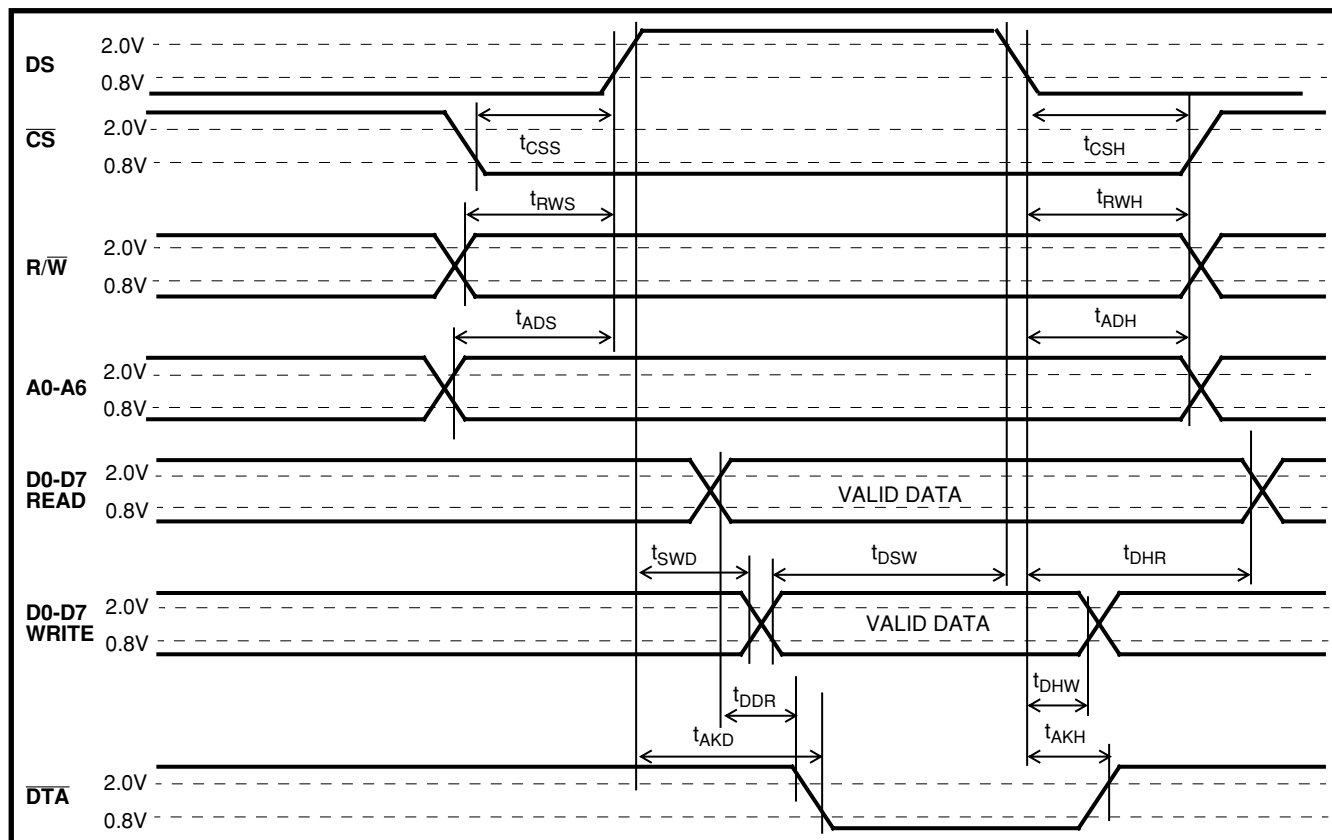 DS 2.0V
0.8V
C̅S̅ 2.0V
0.8V
tCSS tCSH
tRWS tRWH
R/W̅ 2.0V
0.8V
tADS tADH
A0-A6 2.0V
0.8V
D0-D7 2.0V
READ 0.8V
VALID DATA
tSWD tDSW tDHR
D0-D7 2.0V
WRITE 0.8V
VALID DATA
tDDR tDHW
tAKD tAKH
D̅T̅A̅ 2.0V
0.8V